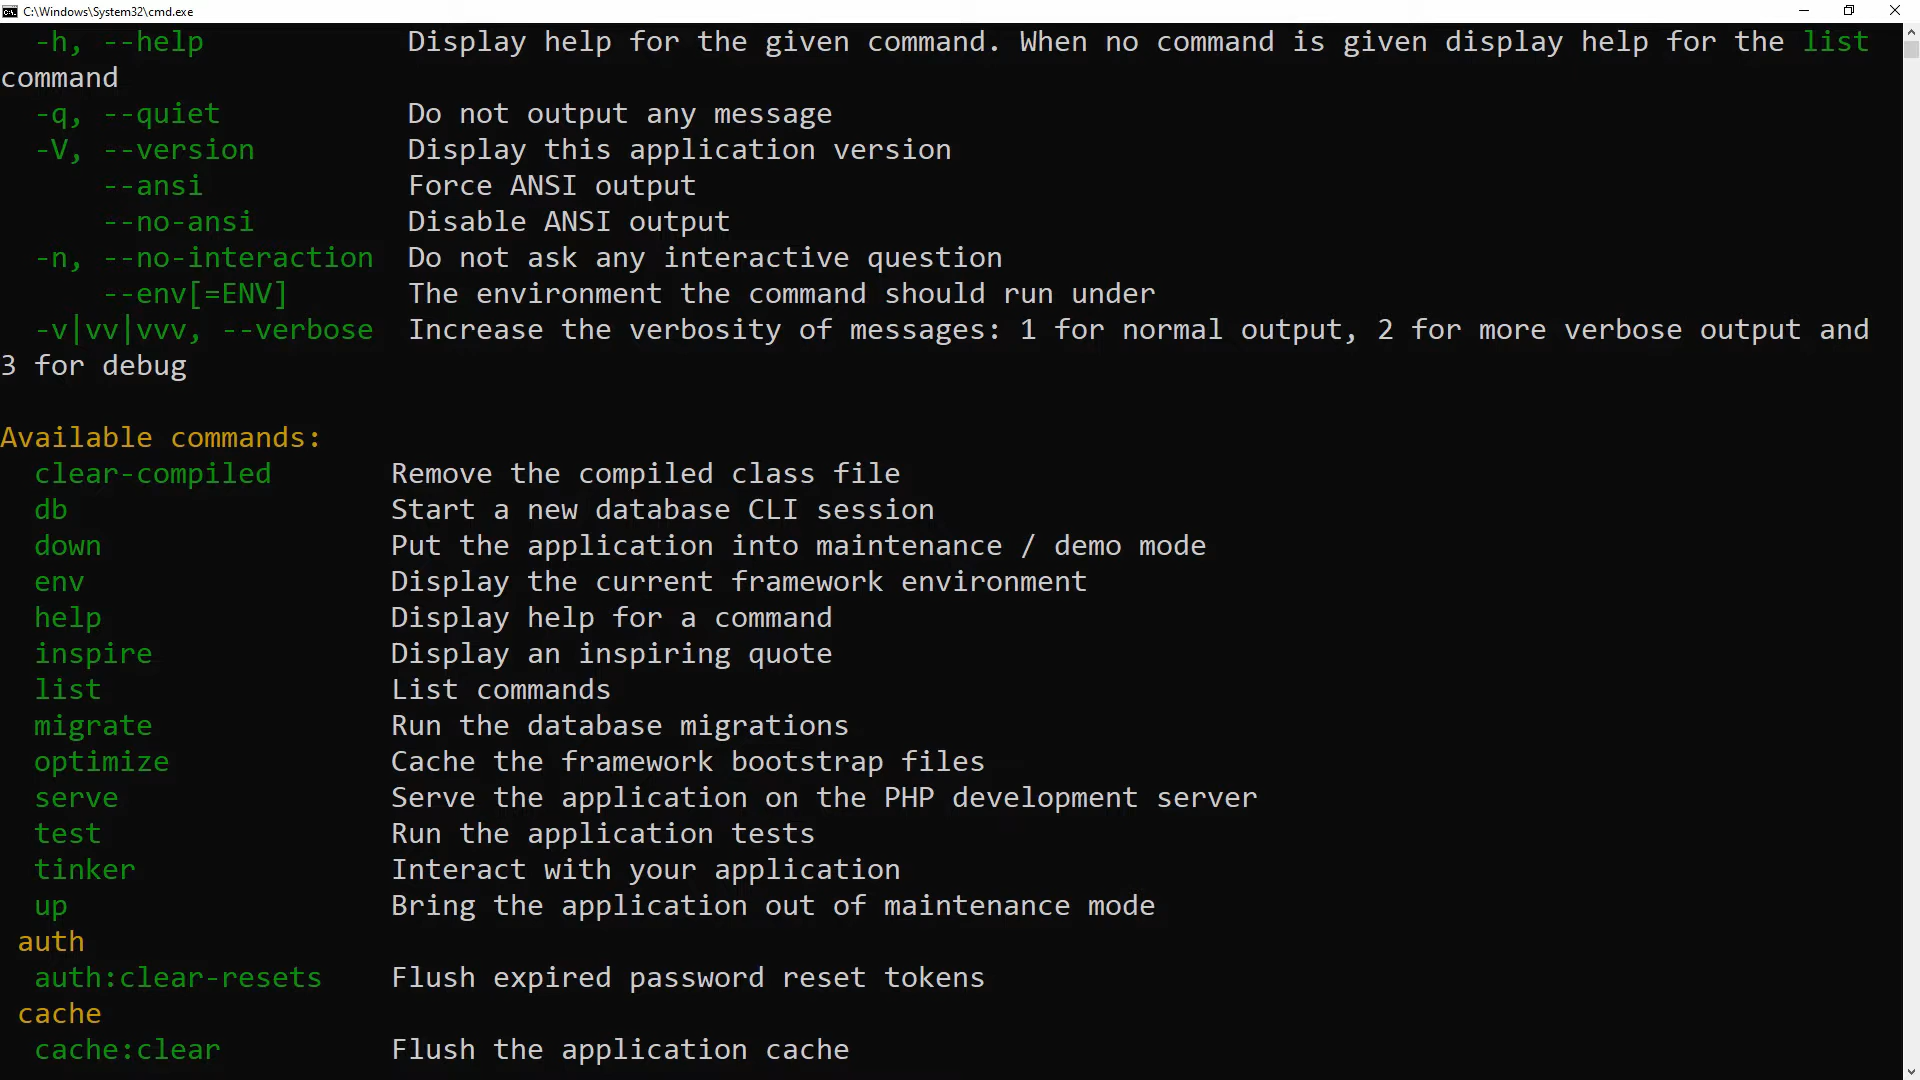 C:\Windows\System32\cmd.exe
-h, --help Display help for the given command. When no command is given display help for the list
command
-q, --quiet Do not output any message
-V, --version Display this application version
--ansi Force ANSI output
--no-ansi Disable ANSI output
-n, --no-interaction Do not ask any interactive question
--env[=ENV] The environment the command should run under
-v|vv|vvv, --verbose Increase the verbosity of messages: 1 for normal output, 2 for more verbose output and
3 for debug
Available commands:
clear-compiled Remove the compiled class file
db Start a new database CLI session
down Put the application into maintenance / demo mode
env Display the current framework environment
help Display help for a command
inspire Display an inspiring quote
list List commands
migrate Run the database migrations
optimize Cache the framework bootstrap files
serve Serve the application on the PHP development server
test Run the application tests
tinker Interact with your application
up Bring the application out of maintenance mode
auth
auth:clear-resets Flush expired password reset tokens
cache
cache:clear Flush the application cache